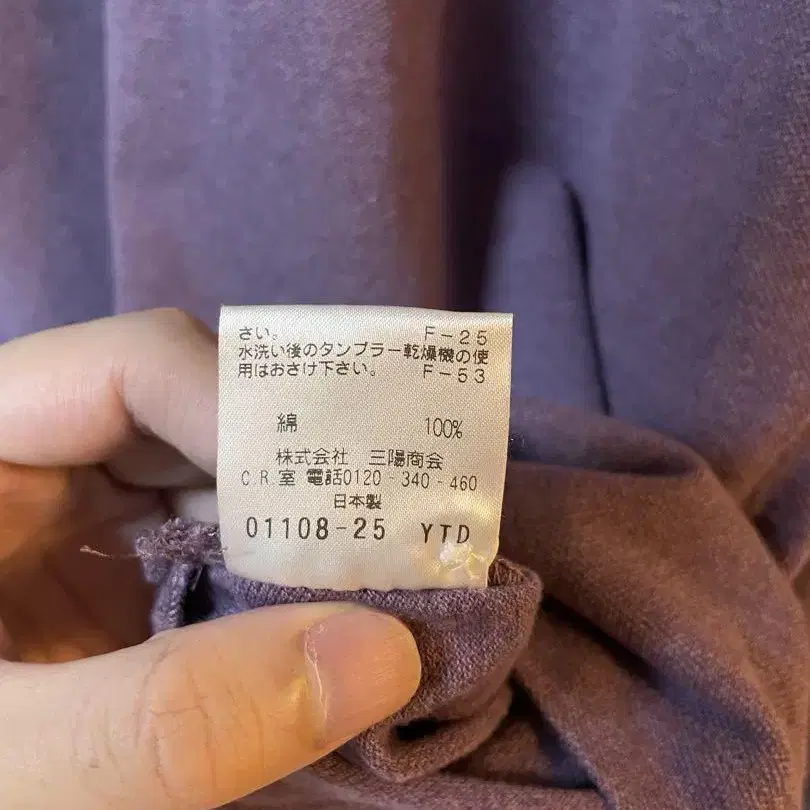 さい。 F-25
水洗い後のタンブラー乾燥機の使
用はおさけ下さい。 F-53
綿 100%
株式会社 三陽商会
C.R.室 電話0120-340-460
日本製
01108-25 YTD